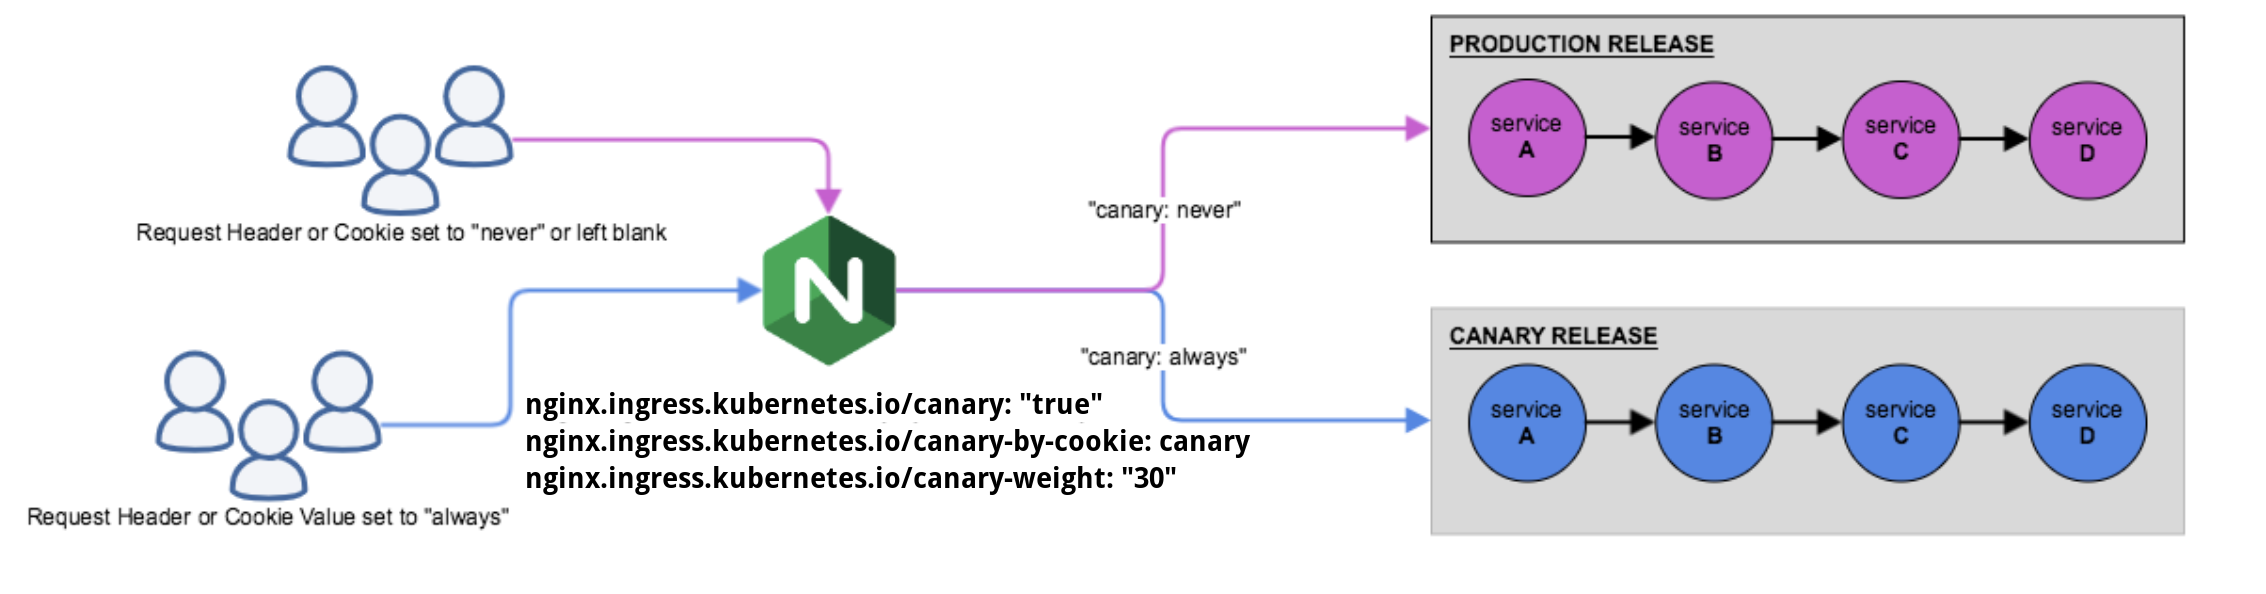 PRODUCTION RELEASE
service
A
service
B
service
C
service
D
Request Header or Cookie set to "never" or left blank
"canary: never"
N
"canary: always"
CANARY RELEASE
service
A
service
B
service
C
service
D
nginx.ingress.kubernetes.io/canary: "true"
nginx.ingress.kubernetes.io/canary-by-cookie: canary
nginx.ingress.kubernetes.io/canary-weight: "30"
Request Header or Cookie Value set to "always"